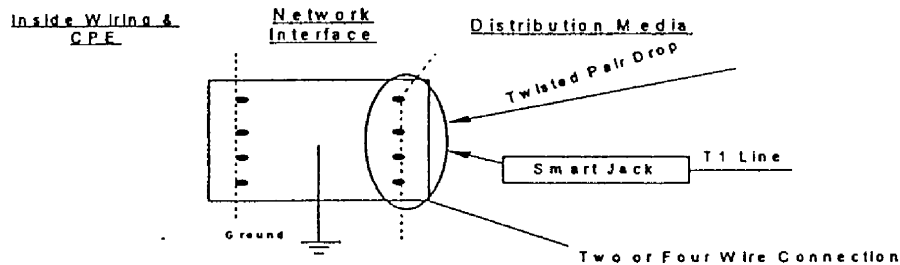 Inside Wiring &
CPE
Network
Interface
Distribution Media
Twisted Pair Drop
Smart Jack
T1 Line
Ground
Two or Four Wire Connection